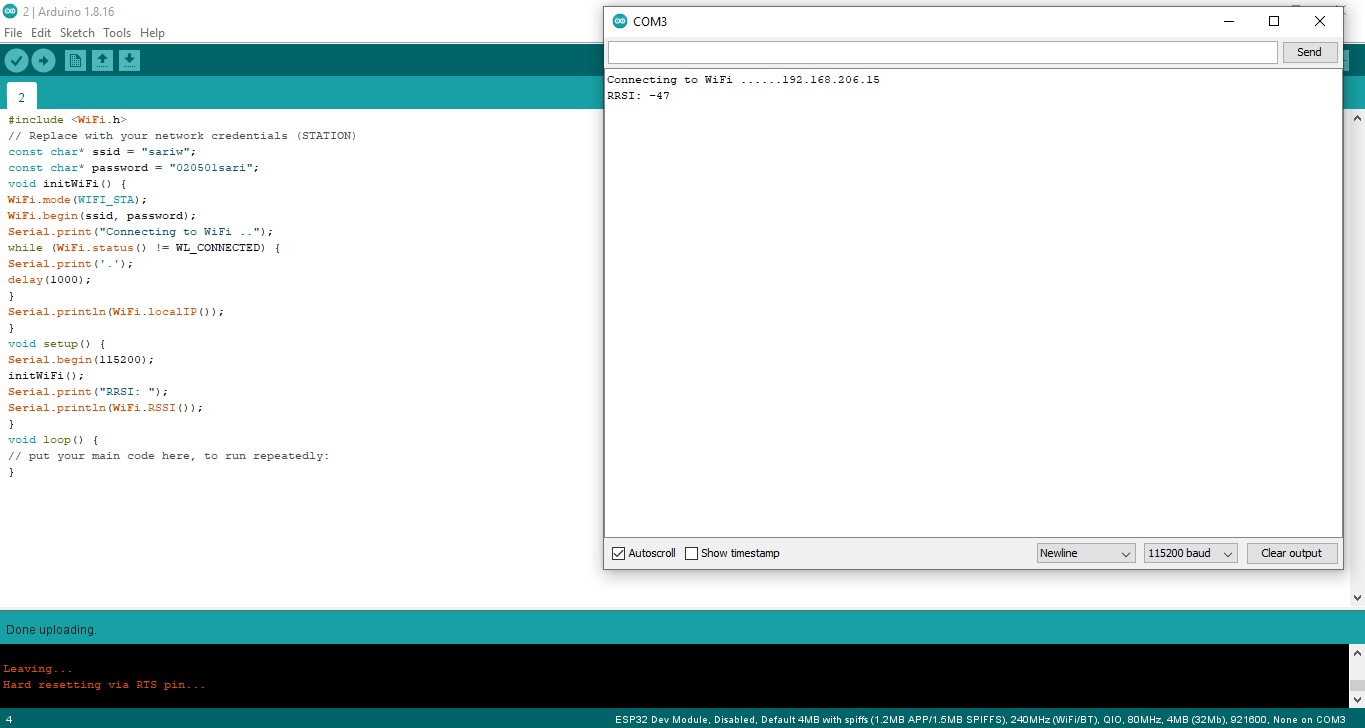 2 | Arduino 1.8.16
File Edit Sketch Tools Help
2
#include <WiFi.h>
// Replace with your network credentials (STATION)
const char* ssid = "sariw";
const char* password = "020501sari";
void initWiFi() {
WiFi.mode(WIFI_STA);
WiFi.begin(ssid, password);
Serial.print("Connecting to WiFi ..");
while (WiFi.status() != WL_CONNECTED) {
Serial.print('.');
delay(1000);
}
Serial.println(WiFi.localIP());
}
void setup() {
Serial.begin(115200);
initWiFi();
Serial.print("RRSI: ");
Serial.println(WiFi.RSSI());
}
void loop() {
// put your main code here, to run repeatedly:
}
COM3
Send
Connecting to WiFi ......192.168.206.15
RRSI: -47
Autoscroll Show timestamp Newline 115200 baud Clear output
Done uploading.
Leaving...
Hard resetting via RTS pin...
4 ESP32 Dev Module, Disabled, Default 4MB with spiffs (1.2MB APP/1.5MB SPIFFS), 240MHz (WiFi/BT), QIO, 80MHz, 4MB (32Mb), 921600, None on COM3